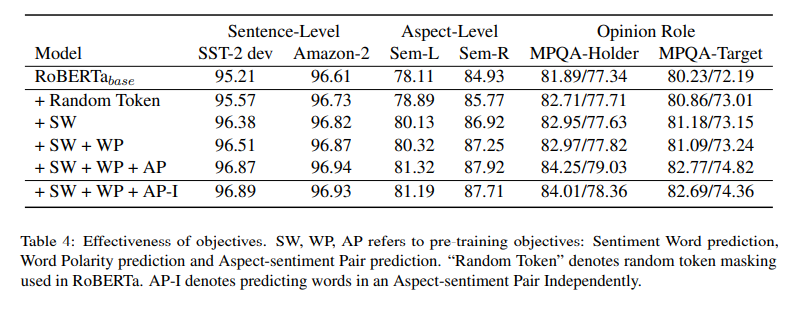 Sentence-Level Aspect-Level Opinion Role
Model SST-2 dev Amazon-2 Sem-L Sem-R MPQA-Holder MPQA-Target
RoBERTabase 95.21 96.61 78.11 84.93 81.89/77.34 80.23/72.19
+ Random Token 95.57 96.73 78.89 85.77 82.71/77.71 80.86/73.01
+ SW 96.38 96.82 80.13 86.92 82.95/77.63 81.18/73.15
+ SW + WP 96.51 96.87 80.32 87.25 82.97/77.82 81.09/73.24
+ SW + WP + AP 96.87 96.94 81.32 87.92 84.25/79.03 82.77/74.82
+ SW + WP + AP-I 96.89 96.93 81.19 87.71 84.01/78.36 82.69/74.36
Table 4: Effectiveness of objectives. SW, WP, AP refers to pre-training objectives: Sentiment Word prediction,
Word Polarity prediction and Aspect-sentiment Pair prediction. “Random Token” denotes random token masking
used in RoBERTa. AP-I denotes predicting words in an Aspect-sentiment Pair Independently.